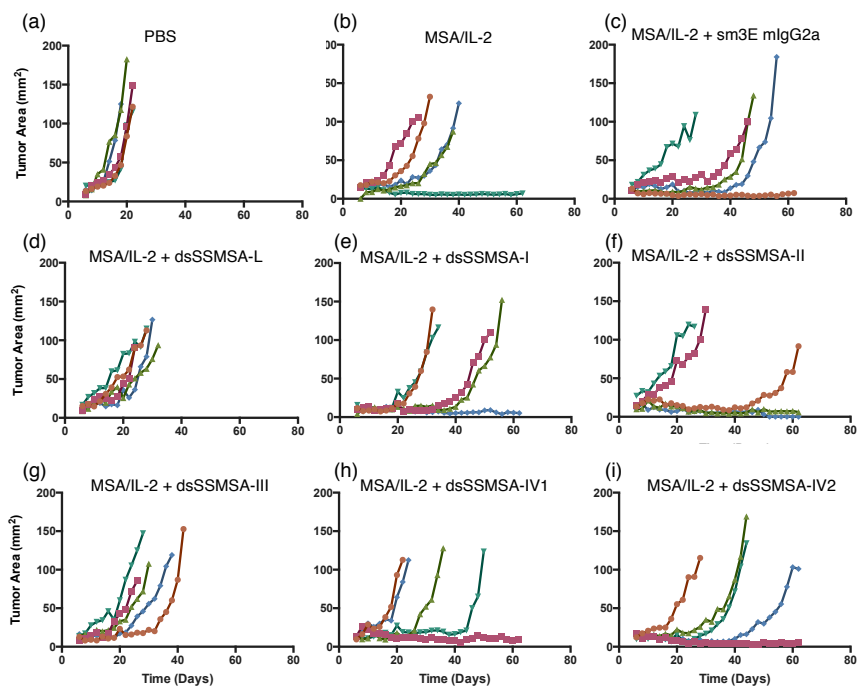 (a)
PBS
(b)
MSA/IL-2
(c)
MSA/IL-2 + sm3E mIgG2a
Tumor Area (mm²)
200
150
100
50
0
0 20 40 60 80
200
150
100
50
0
0 20 40 60 80
200
150
100
50
0
0 20 40 60 80
(d)
MSA/IL-2 + dsSSMSA-L
(e)
MSA/IL-2 + dsSSMSA-I
(f)
MSA/IL-2 + dsSSMSA-II
Tumor Area (mm²)
200
150
100
50
0
0 20 40 60 80
200
150
100
50
0
0 20 40 60 80
200
150
100
50
0
0 20 40 60 80
(g)
MSA/IL-2 + dsSSMSA-III
(h)
MSA/IL-2 + dsSSMSA-IV1
(i)
MSA/IL-2 + dsSSMSA-IV2
Tumor Area (mm²)
200
150
100
50
0
0 20 40 60 80
Time (Days)
200
150
100
50
0
0 20 40 60 80
Time (Days)
200
150
100
50
0
0 20 40 60 80
Time (Days)